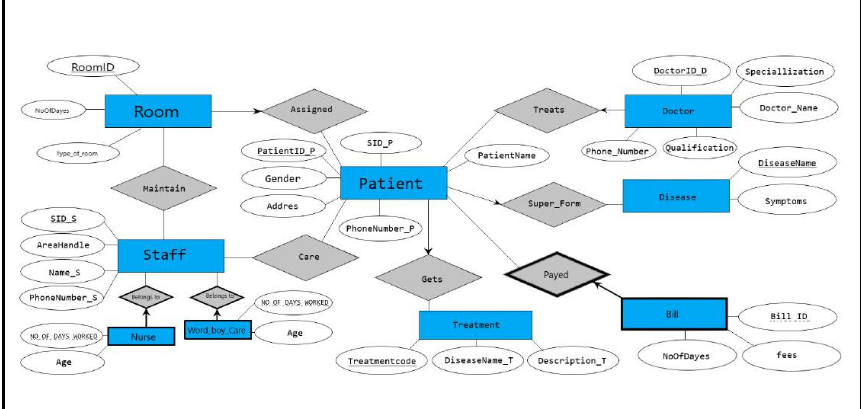 RoomID
NoOfDayes
Room
Type_of_room
Assigned
Maintain
SID_P
PatientID_P
Gender
Addres
Patient
PatientName
PhoneNumber_P
Treats
DoctorID_D
Speciallization
Doctor
Doctor_Name
Phone_Number
Qualification
DiseaseName
Super_Form
Disease
Symptoms
SID_S
AreaHandle
Name_S
PhoneNumber_S
Staff
Care
Belongs to
Belongs to
NO_OF_DAYS_WORKED
Nurse
Age
NO_OF_DAYS_WORKED
Word_boy_Care
Age
Gets
Payed
Treatment
Treatmentcode
DiseaseName_T
Description_T
Bill
Bill_ID
NoOfDayes
fees